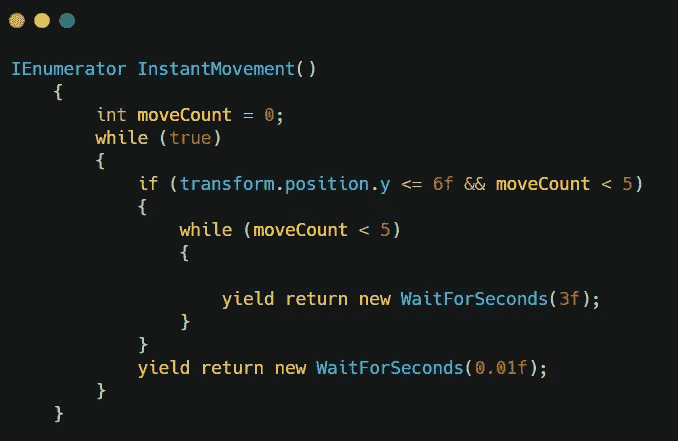 IEnumerator InstantMovement()
{
int moveCount = 0;
while (true)
{
if (transform.position.y <= 6f && moveCount < 5)
{
while (moveCount < 5)
{
yield return new WaitForSeconds(3f);
}
}
yield return new WaitForSeconds(0.01f);
}
}